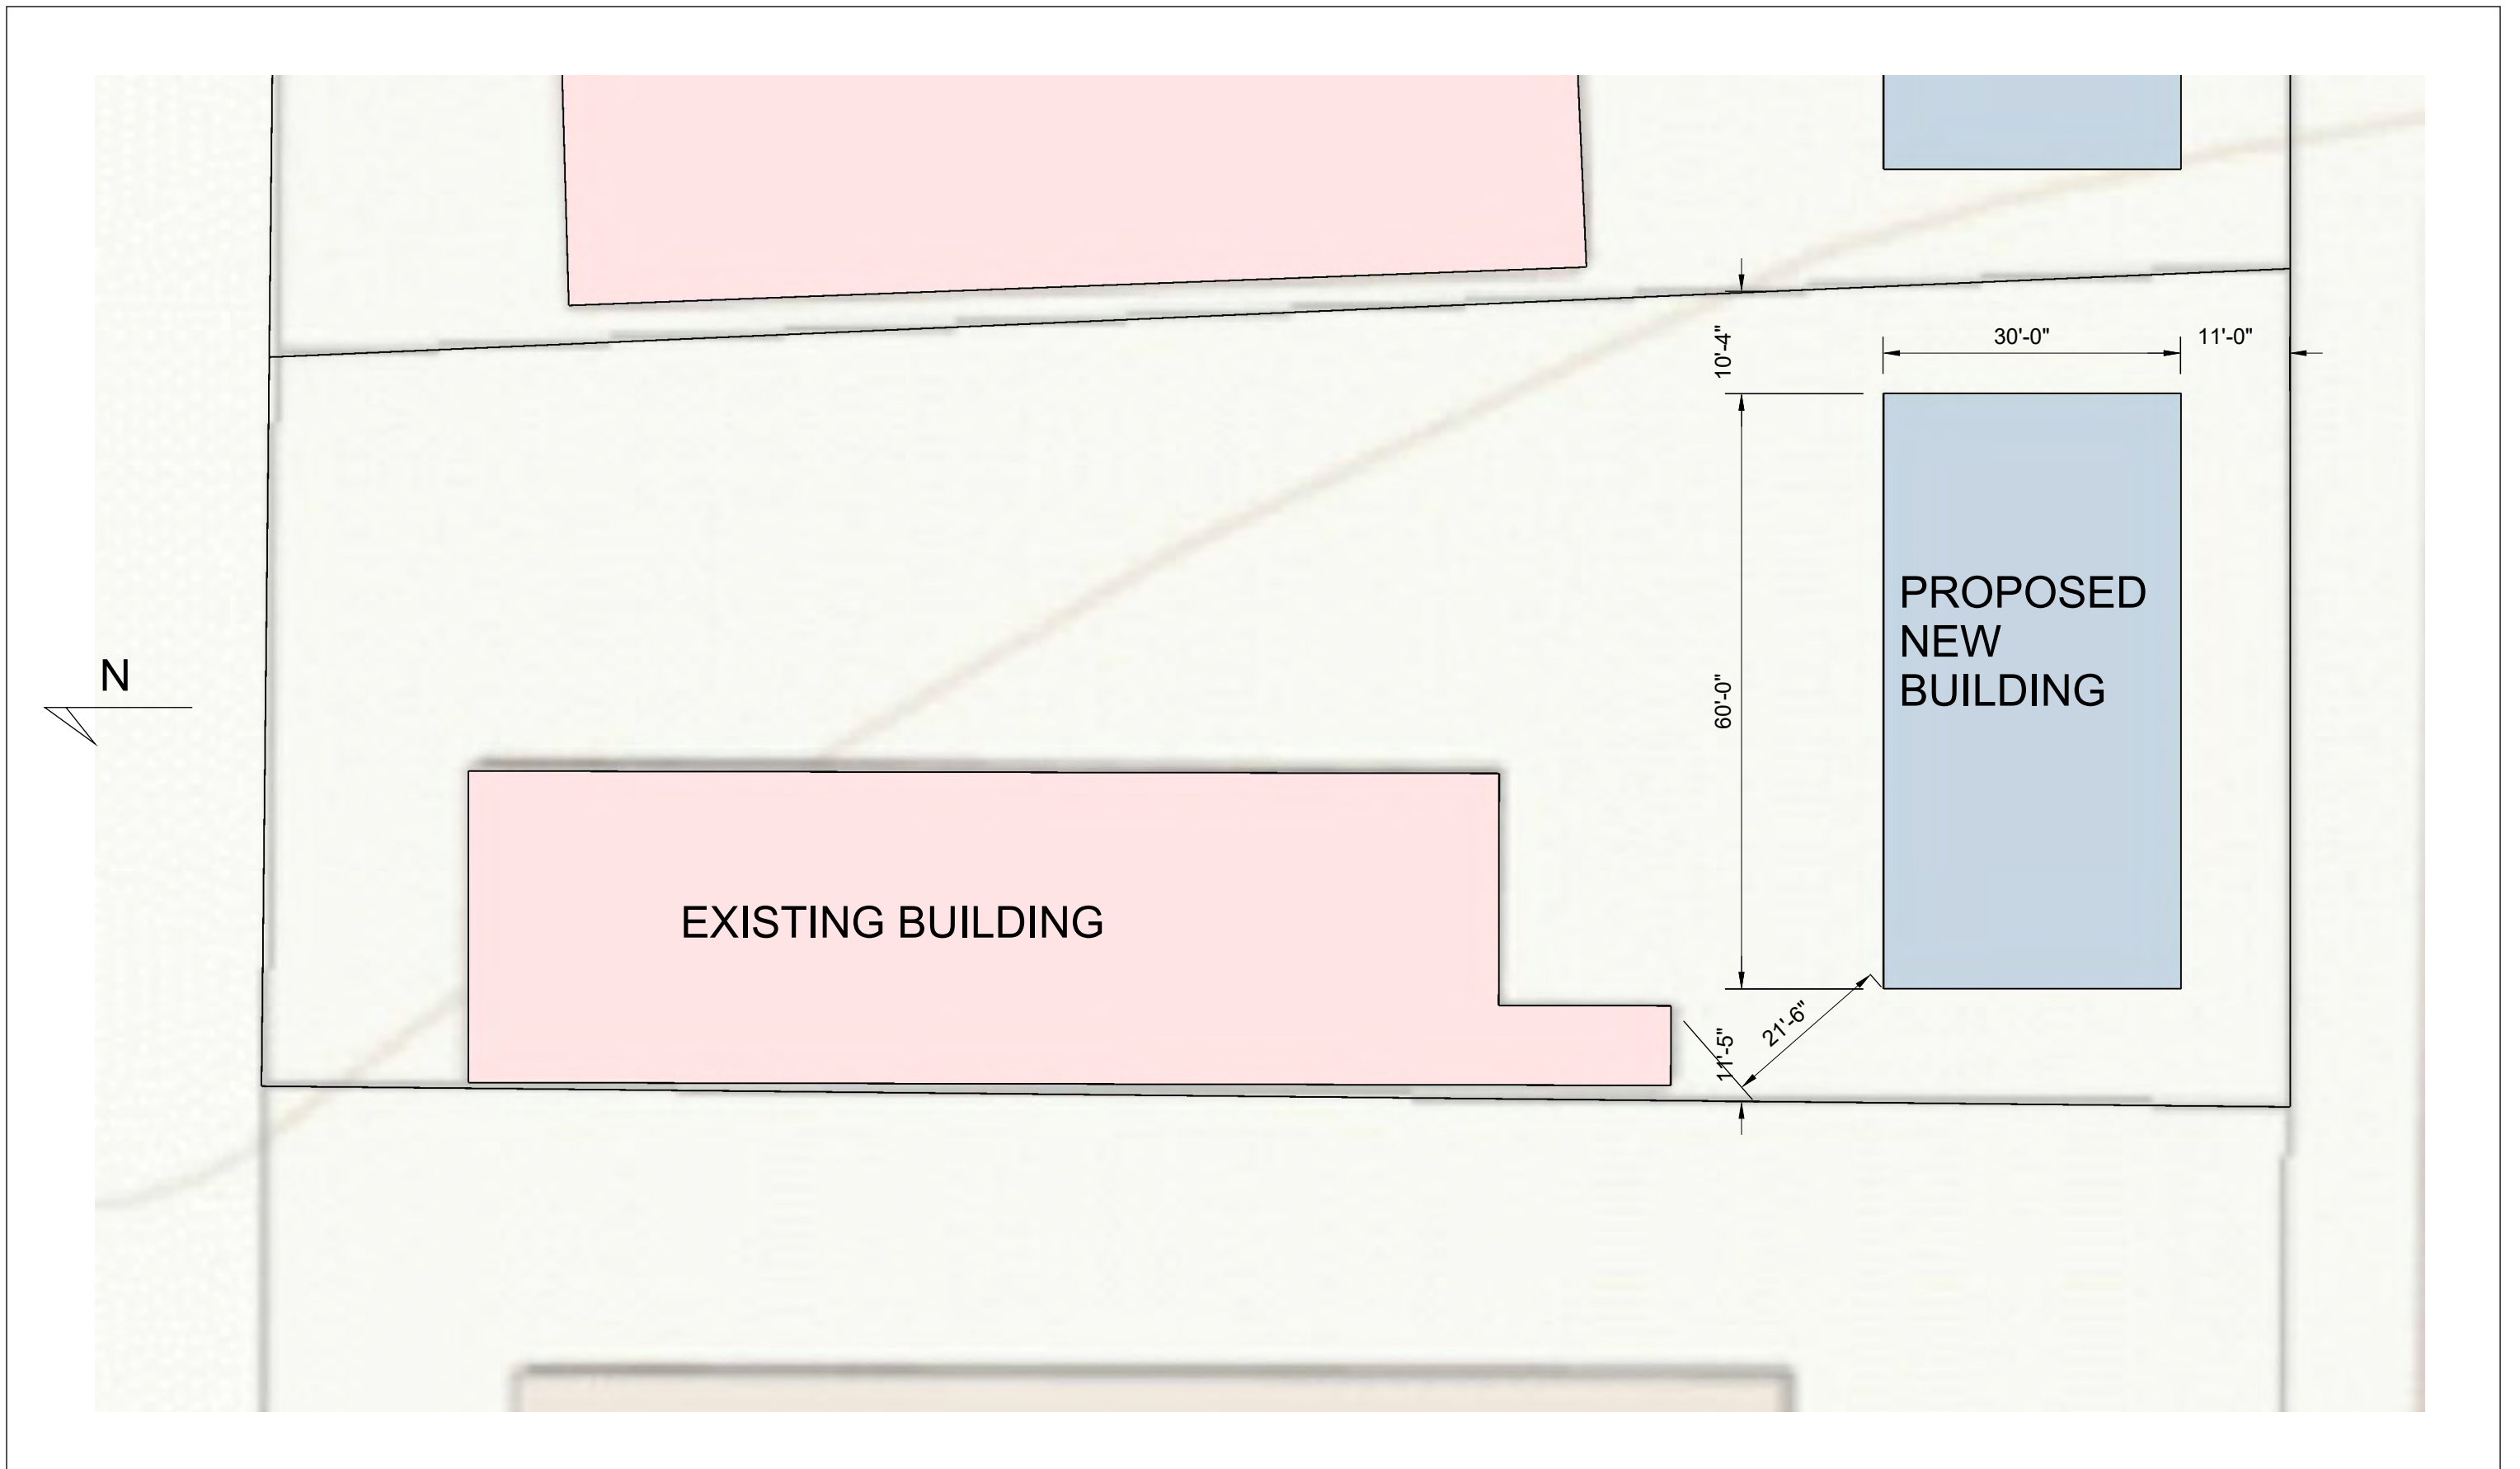 10'-4"
30'-0"
11'-0"
PROPOSED
NEW
BUILDING
N
60'-0"
EXISTING BUILDING
11'-5"
21'-6"